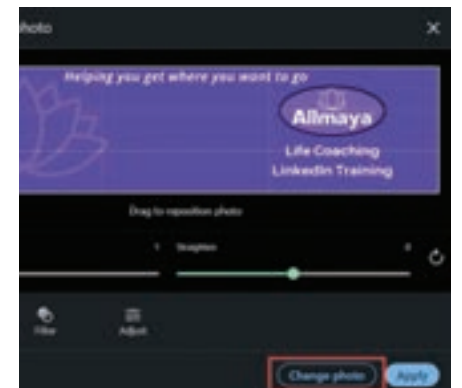 hoto ×
Helping you get where you want to go
Allmaya
Life Coaching
LinkedIn Training
Drag to reposition photo
Straighten
Filter Adjust
Change photo Apply